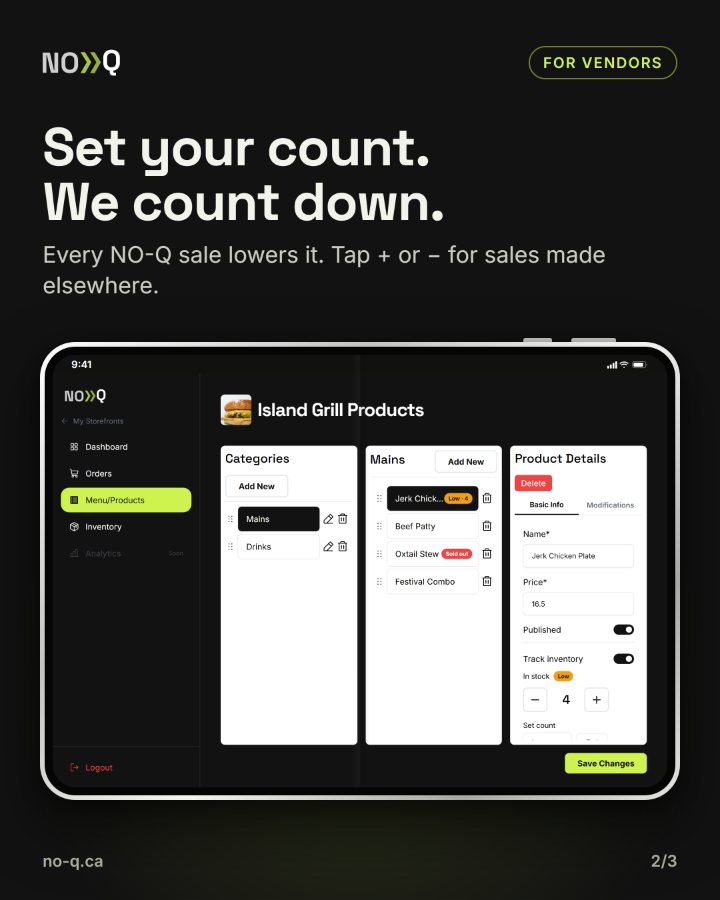 NO»Q
FOR VENDORS
Set your count.
We count down.
Every NO-Q sale lowers it. Tap + or – for sales made
elsewhere.
9:41
NO»Q
← My Storefronts
Dashboard
Orders
Menu/Products
Inventory
Analytics Soon
Logout
Island Grill Products
Categories
Add New
Mains
Drinks
Mains
Add New
Jerk Chick... Low · 4
Beef Patty
Oxtail Stew Sold out
Festival Combo
Product Details
Delete
Basic Info Modifications
Name*
Jerk Chicken Plate
Price*
16.5
Published
Track inventory
In stock Low
− 4 +
Set count
Save Changes
no-q.ca
2/3